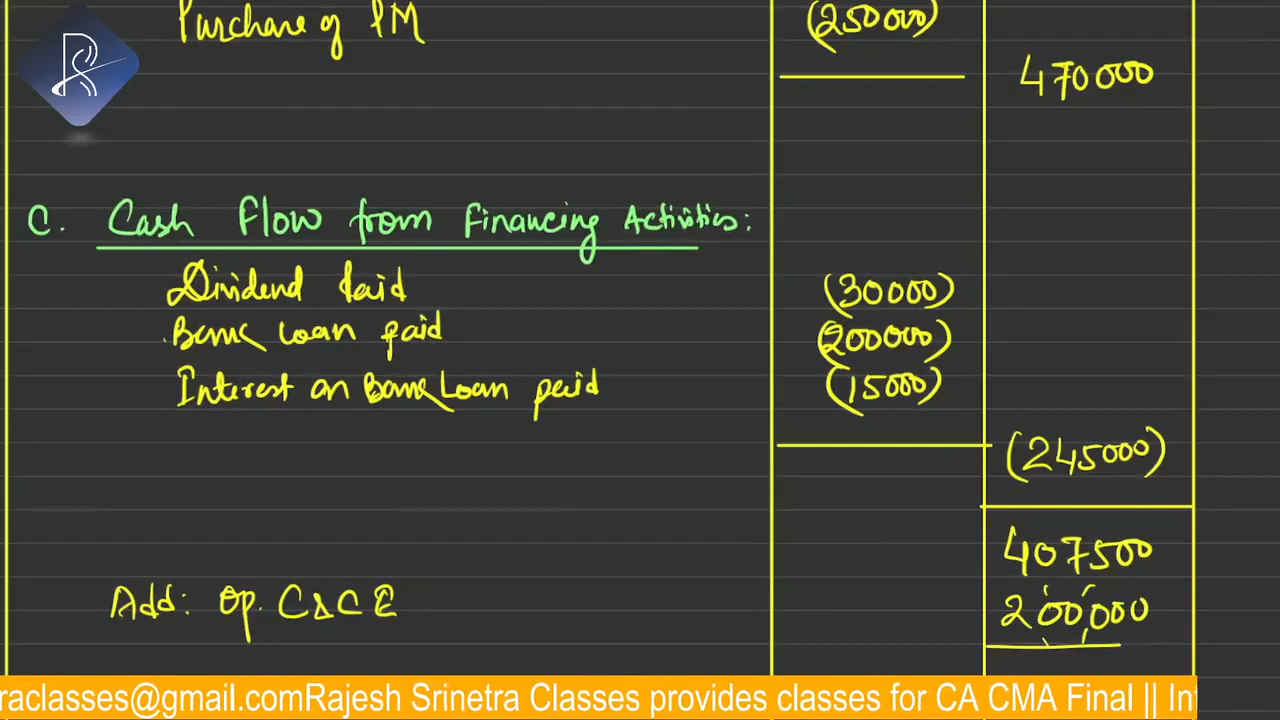 Purchase of PM (250000)
470000
C. Cash Flow from Financing Activities:
Dividend Paid (30000)
Bank Loan paid (200000)
Interest on Bank Loan paid (15000)
(245000)
407500
Add: Op. C&CE 200,000
raclasses@gmail.comRajesh Srinetra Classes provides classes for CA CMA Final || In